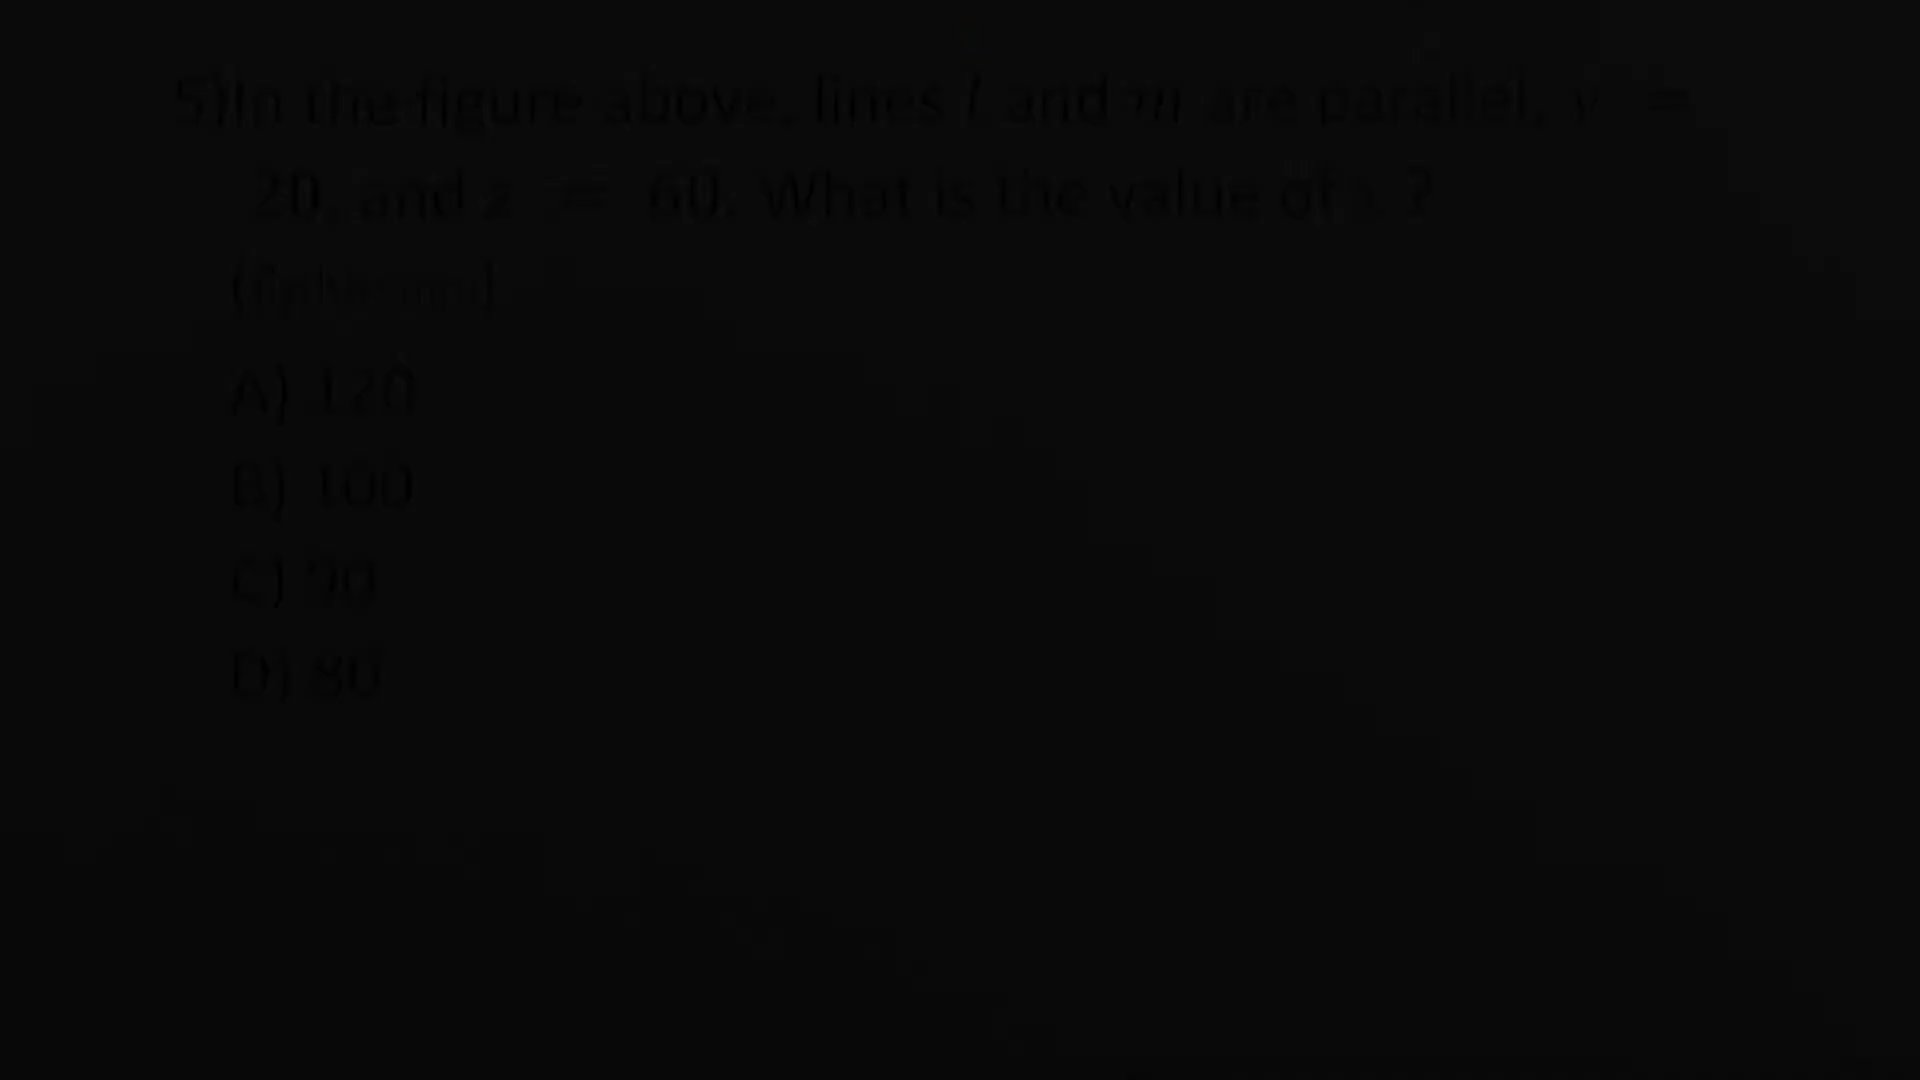 5)In the figure above, lines l and m are parallel, y =
20, and z = 60. What is the value of x ?
A) 120
B) 100
C) 90
D) 80